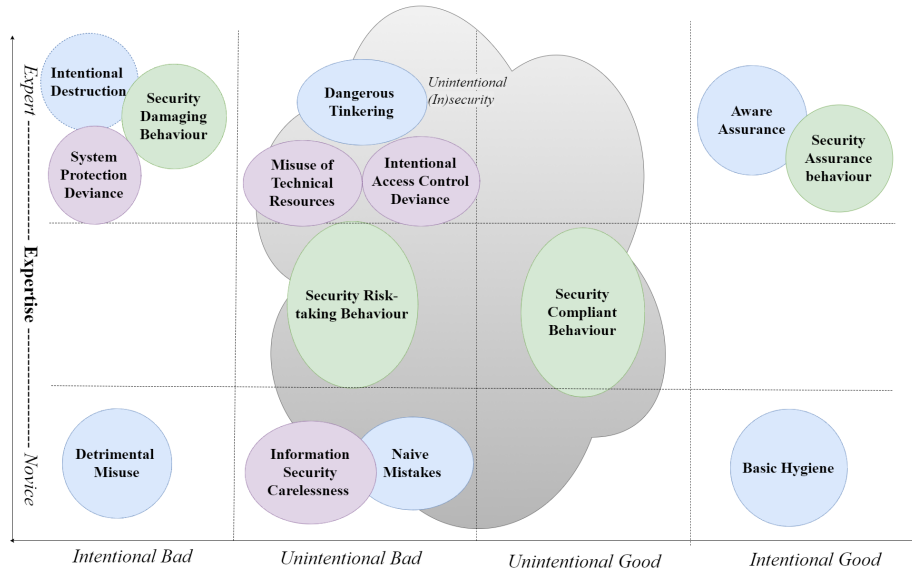 Expert
Expertise
Novice
Intentional
Destruction
Security
Damaging
Behaviour
System
Protection
Deviance
Dangerous
Tinkering
Unintentional
(In)security
Misuse of
Technical
Resources
Intentional
Access Control
Deviance
Aware
Assurance
Security
Assurance
behaviour
Security Risk-
taking Behaviour
Security
Compliant
Behaviour
Detrimental
Misuse
Information
Security
Carelessness
Naive
Mistakes
Basic Hygiene
Intentional Bad
Unintentional Bad
Unintentional Good
Intentional Good